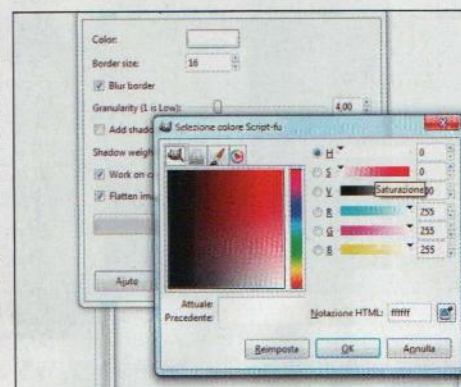 Color:
Border size: 16
Blur border
Granularity (1 is Low): 4,00
Add shado
Selezione colore Script-fu
Shadow weigh
Work on c
Flatten im
H 0
S 0
V Saturazione 00
R 255
G 255
B 255
Attuale:
Precedente:
Notazione HTML: ffffff
Aiuto
Reimposta OK Annulla